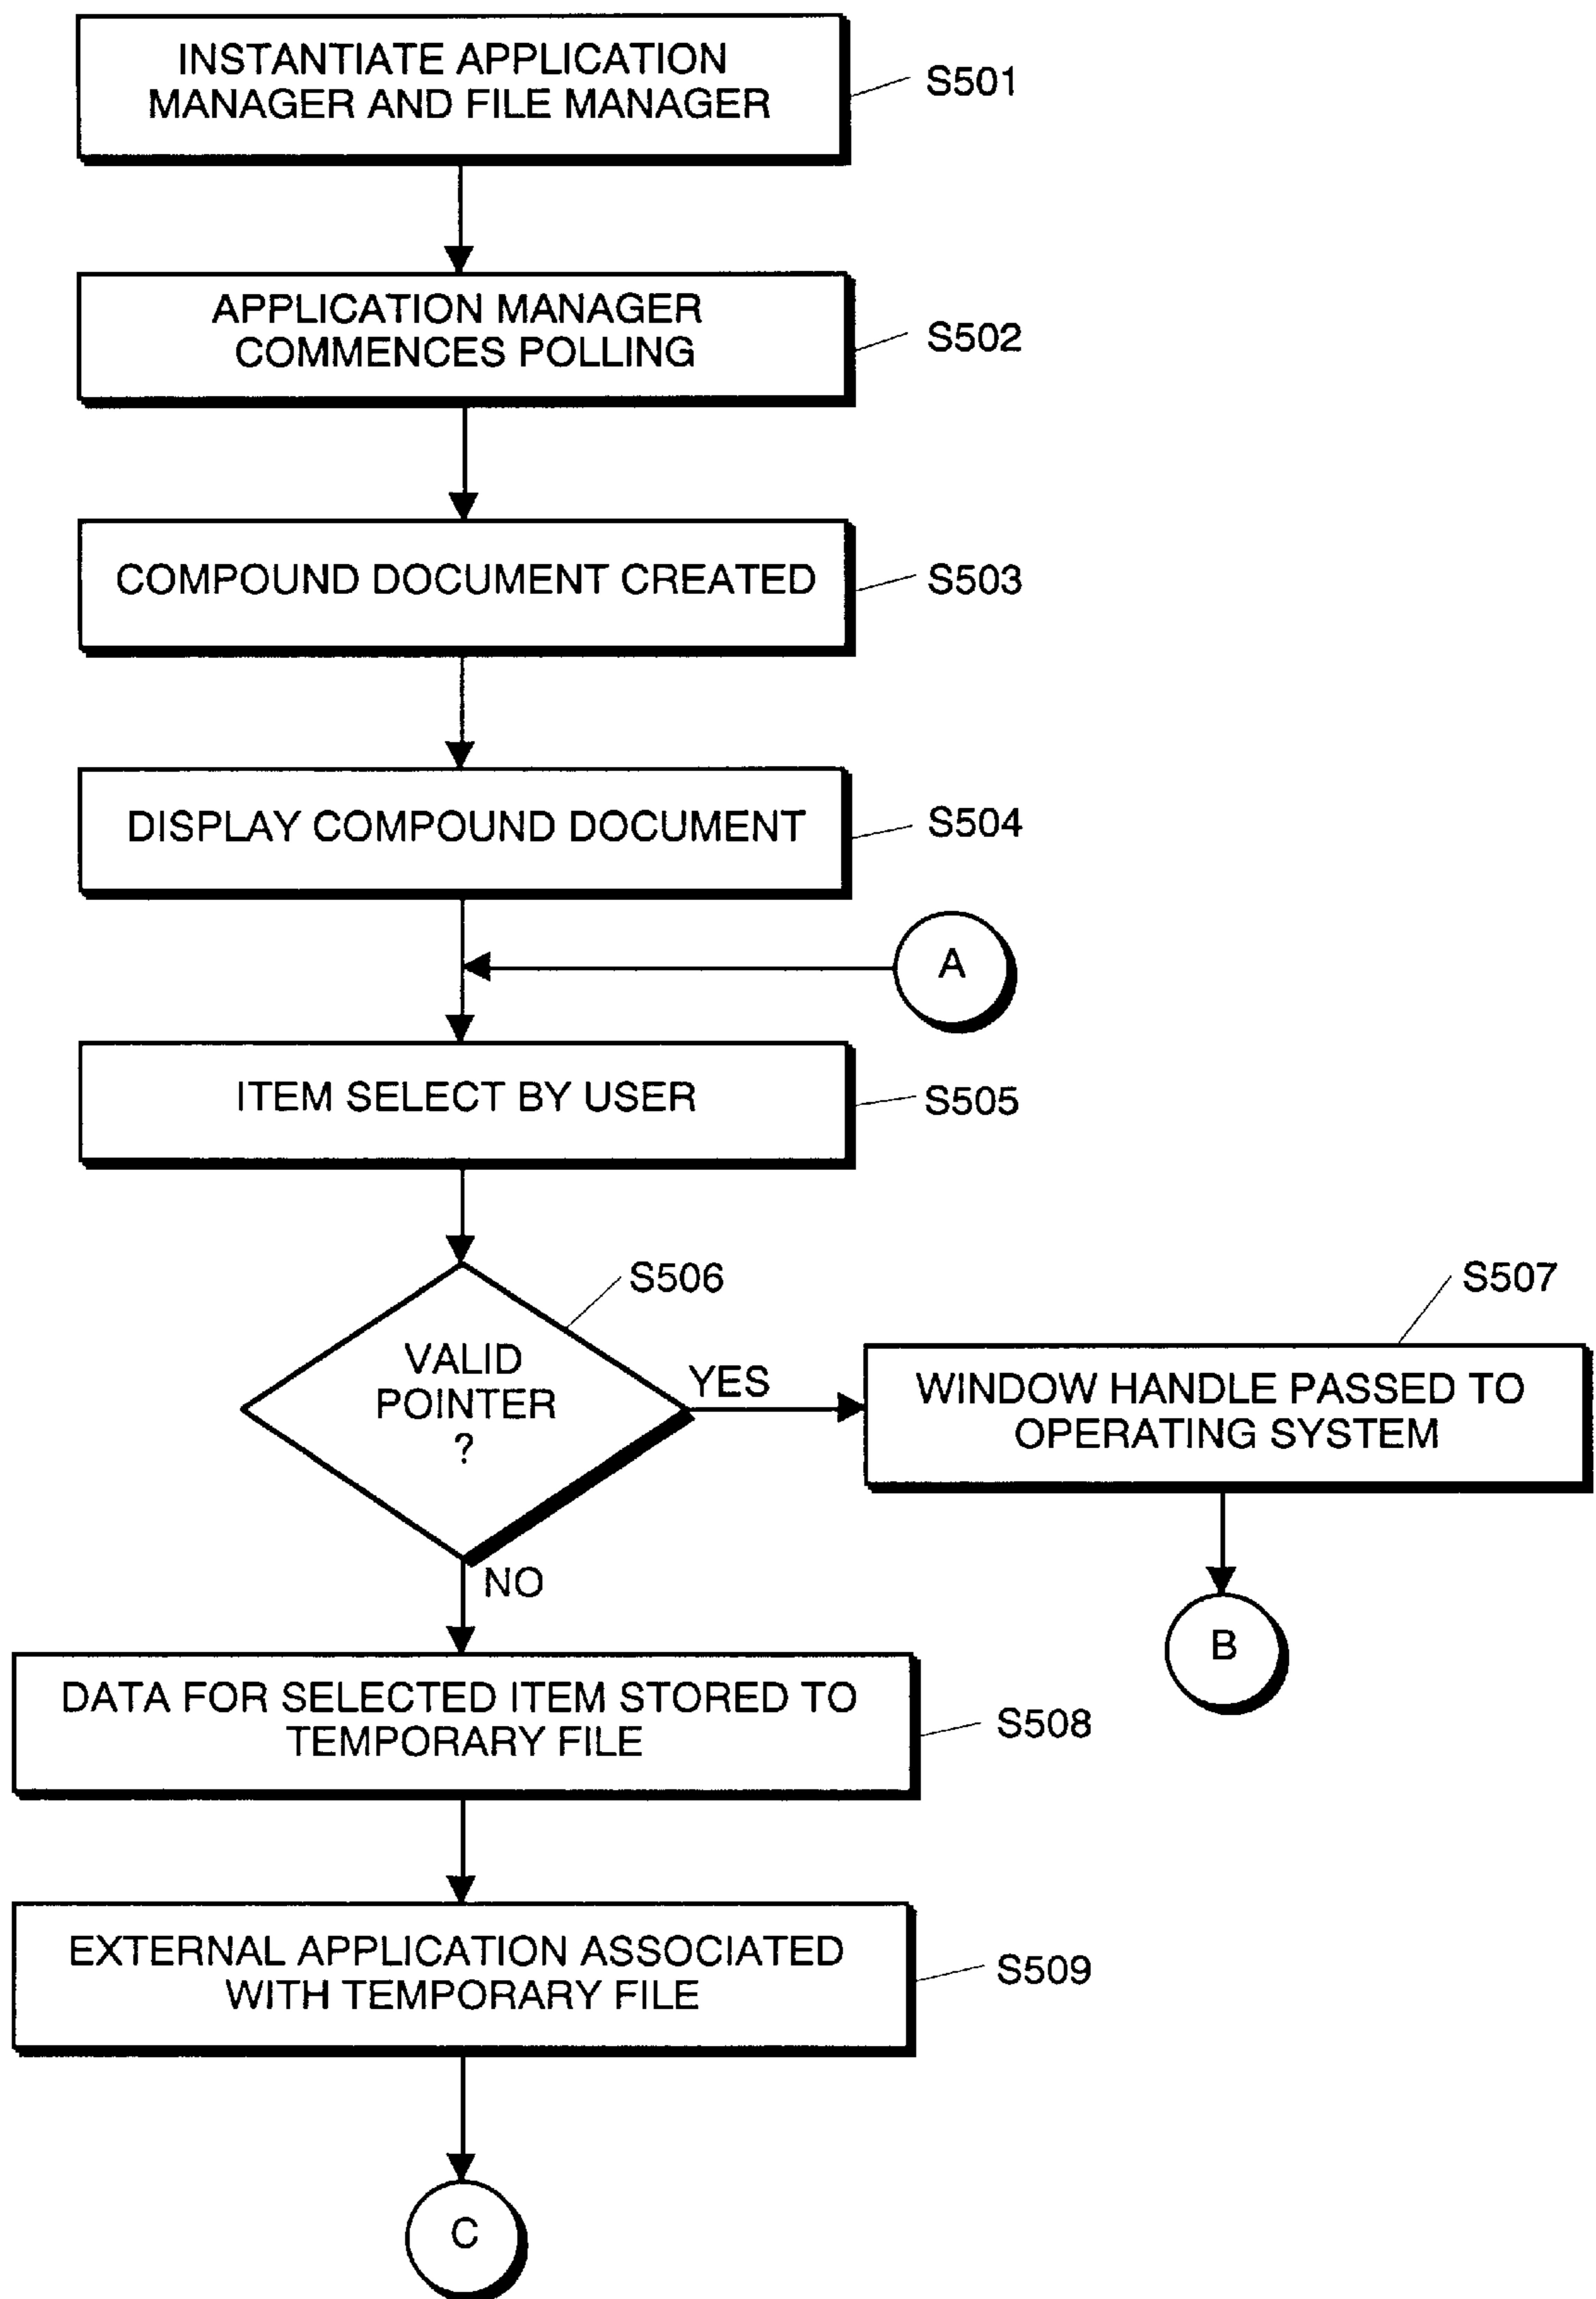 INSTANTIATE APPLICATION
MANAGER AND FILE MANAGER
S501
APPLICATION MANAGER
COMMENCES POLLING
S502
COMPOUND DOCUMENT CREATED
S503
DISPLAY COMPOUND DOCUMENT
S504
A
ITEM SELECT BY USER
S505
S506
VALID
POINTER
?
YES
NO
S507
WINDOW HANDLE PASSED TO
OPERATING SYSTEM
B
DATA FOR SELECTED ITEM STORED TO
TEMPORARY FILE
S508
EXTERNAL APPLICATION ASSOCIATED
WITH TEMPORARY FILE
S509
C